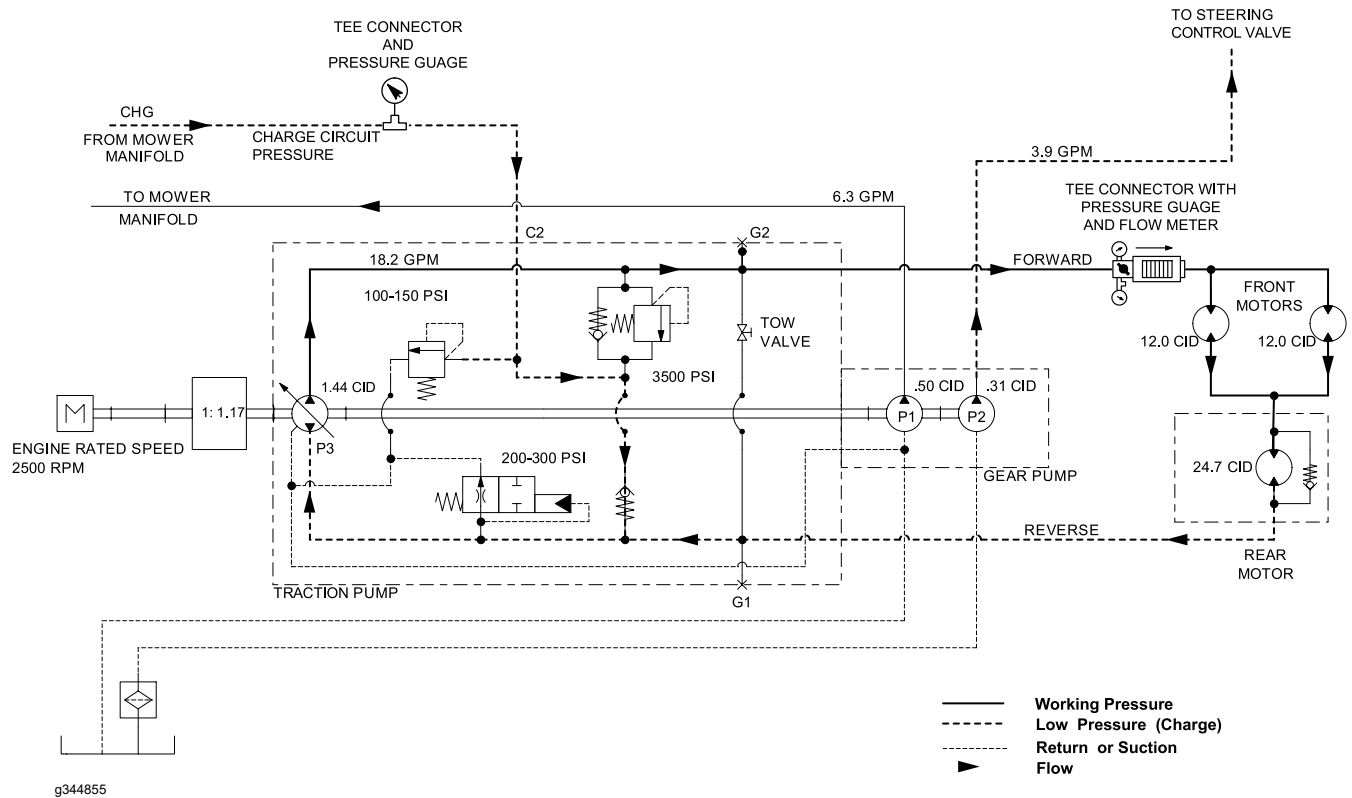 TO STEERING
CONTROL VALVE
TEE CONNECTOR
AND
PRESSURE GUAGE
CHG
FROM MOWER
MANIFOLD
CHARGE CIRCUIT
PRESSURE
3.9 GPM
TO MOWER
MANIFOLD
6.3 GPM
TEE CONNECTOR WITH
PRESSURE GUAGE
AND FLOW METER
C2
G2
18.2 GPM
FORWARD
100-150 PSI
FRONT
MOTORS
TOW
VALVE
12.0 CID
12.0 CID
3500 PSI
1.44 CID
.50 CID
.31 CID
M
1: 1.17
P1
P2
P3
ENGINE RATED SPEED
2500 RPM
200-300 PSI
GEAR PUMP
24.7 CID
REVERSE
REAR
MOTOR
TRACTION PUMP
G1
Working Pressure
Low Pressure (Charge)
Return or Suction
Flow
g344855